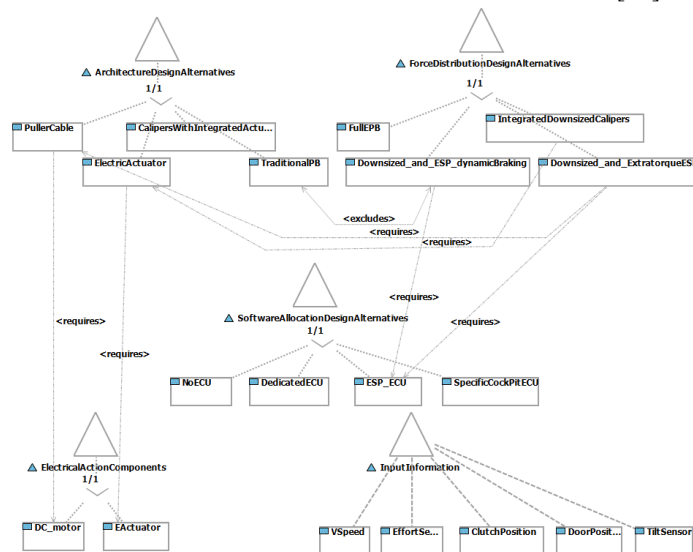 ArchitectureDesignAlternatives
1/1
ForceDistributionDesignAlternatives
1/1
PullerCable
CalipersWithIntegratedActu...
FullEPB
IntegratedDownsizedCalipers
ElectricActuator
TraditionalPB
Downsized_and_ESP_dynamicBraking
Downsized_and_ExtratorqueESP
<excludes>
<requires>
<requires>
<requires>
<requires>
<requires>
<requires>
SoftwareAllocationDesignAlternatives
1/1
NoECU
DedicatedECU
ESP_ECU
SpecificCockPitECU
ElectricalActionComponents
1/1
InputInformation
DC_motor
EActuator
VSpeed
EffortSe...
ClutchPosition
DoorPosit...
TiltSensor